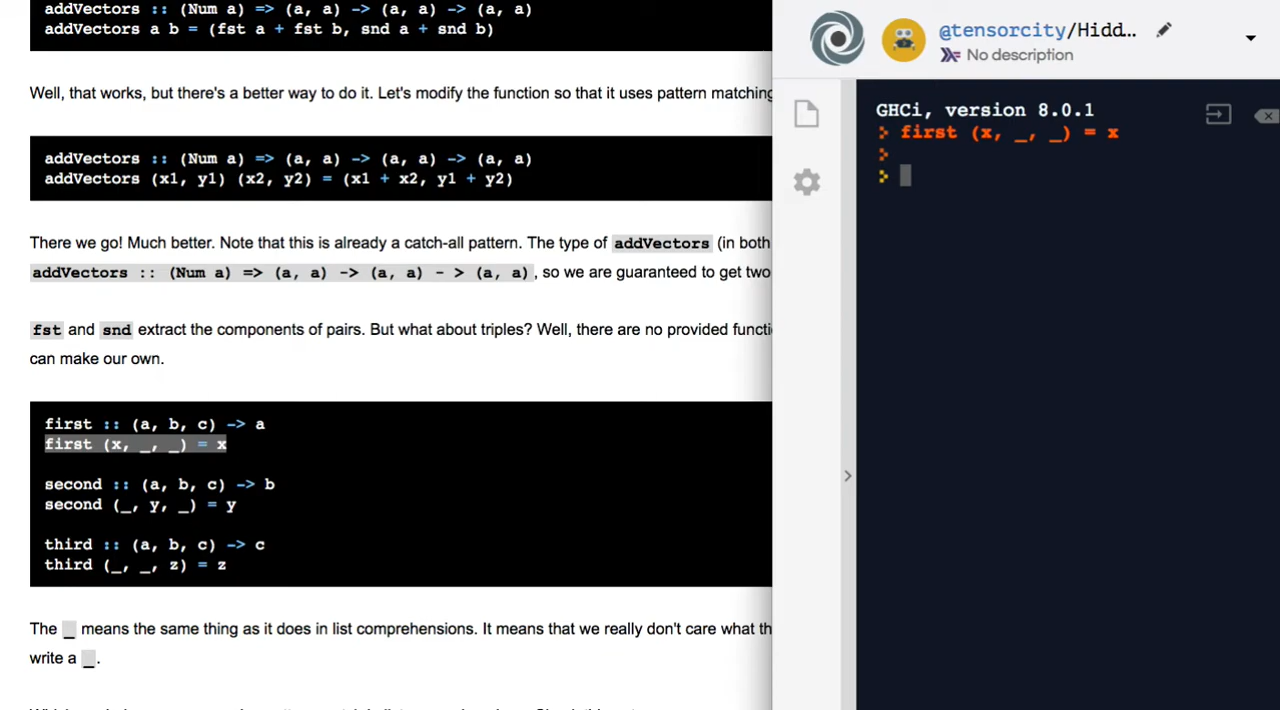 addVectors :: (Num a) => (a, a) -> (a, a) -> (a, a)
addVectors a b = (fst a + fst b, snd a + snd b)
Well, that works, but there's a better way to do it. Let's modify the function so that it uses pattern matching
addVectors :: (Num a) => (a, a) -> (a, a) -> (a, a)
addVectors (x1, y1) (x2, y2) = (x1 + x2, y1 + y2)
There we go! Much better. Note that this is already a catch-all pattern. The type of addVectors (in both
addVectors :: (Num a) => (a, a) -> (a, a) - > (a, a), so we are guaranteed to get two
fst and snd extract the components of pairs. But what about triples? Well, there are no provided functi
can make our own.
first :: (a, b, c) -> a
first (x, _, _) = x
second :: (a, b, c) -> b
second (_, y, _) = y
third :: (a, b, c) -> c
third (_, _, z) = z
The _ means the same thing as it does in list comprehensions. It means that we really don't care what th
write a _.
@tensorcity/Hidd...
No description
GHCi, version 8.0.1
> first (x, _, _) = x
>
>